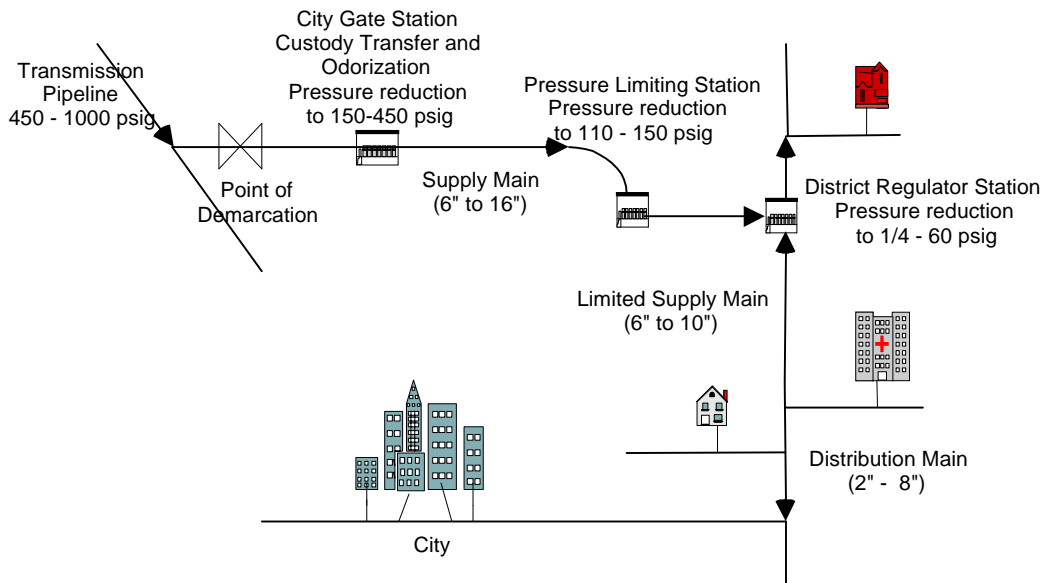 Transmission
Pipeline
450 - 1000 psig
City Gate Station
Custody Transfer and
Odorization
Pressure reduction
to 150-450 psig
Point of
Demarcation
Supply Main
(6" to 16")
Pressure Limiting Station
Pressure reduction
to 110 - 150 psig
District Regulator Station
Pressure reduction
to 1/4 - 60 psig
Limited Supply Main
(6" to 10")
Distribution Main
(2" - 8")
City